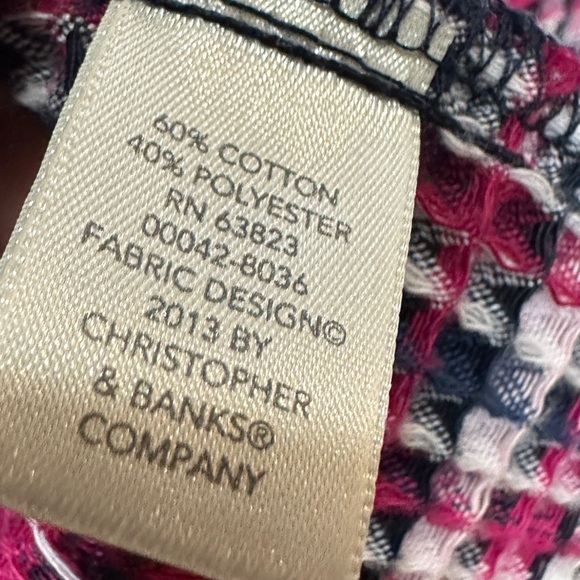 60% COTTON
40% POLYESTER
RN 63823
00042-8036
FABRIC DESIGN©
2013 BY
CHRISTOPHER
& BANKS®
COMPANY